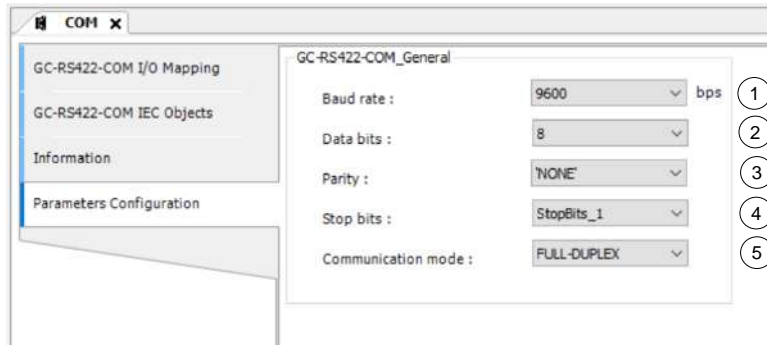 COM x
GC-RS422-COM I/O Mapping
GC-RS422-COM IEC Objects
Information
Parameters Configuration
GC-RS422-COM_General
Baud rate : 9600 bps 1
Data bits : 8 2
Parity : 'NONE' 3
Stop bits : StopBits_1 4
Communication mode : FULL-DUPLEX 5